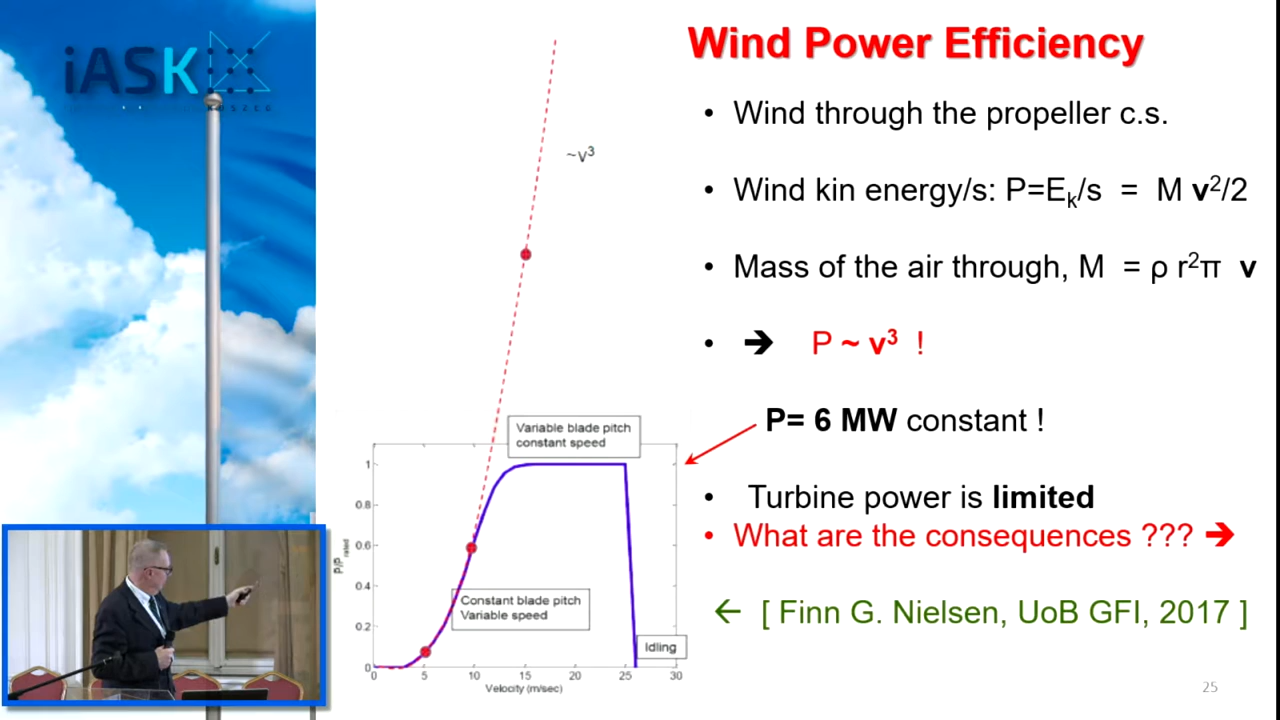 iASK
KOSZEG
Wind Power Efficiency
• Wind through the propeller c.s.
• Wind kin energy/s: P=Eₖ/s = M v²/2
• Mass of the air through, M = ρ r²π v
• ➔ P ~ v³ !
P= 6 MW constant !
• Turbine power is limited
• What are the consequences ??? ➔
← [ Finn G. Nielsen, UoB GFI, 2017 ]
25
~v³
Variable blade pitch
constant speed
Constant blade pitch
Variable speed
Idling
P/P rated
1
0.8
0.6
0.4
0.2
0
0 5 10 15 20 25 30
Velocity (m/sec)